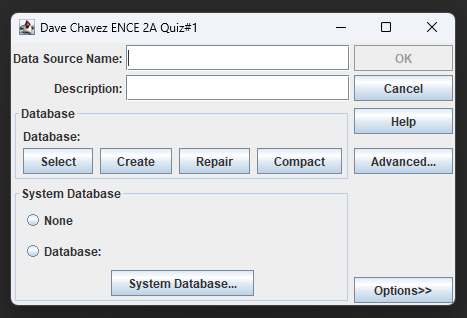 Dave Chavez ENCE 2A Quiz#1
Data Source Name:
OK
Description:
Cancel
Database
Help
Database:
Select Create Repair Compact
Advanced...
System Database
None
Database:
System Database...
Options>>